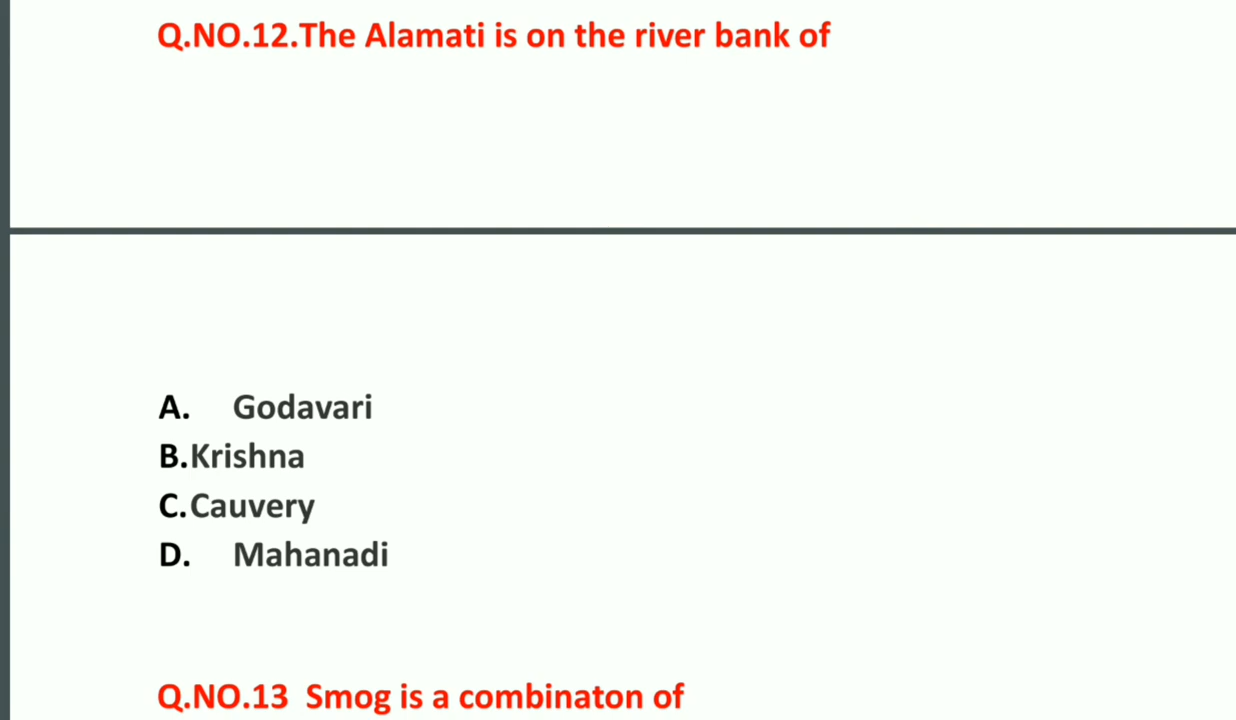 Q.NO.12.The Alamati is on the river bank of
A. Godavari
B.Krishna
C.Cauvery
D. Mahanadi
Q.NO.13 Smog is a combinaton of